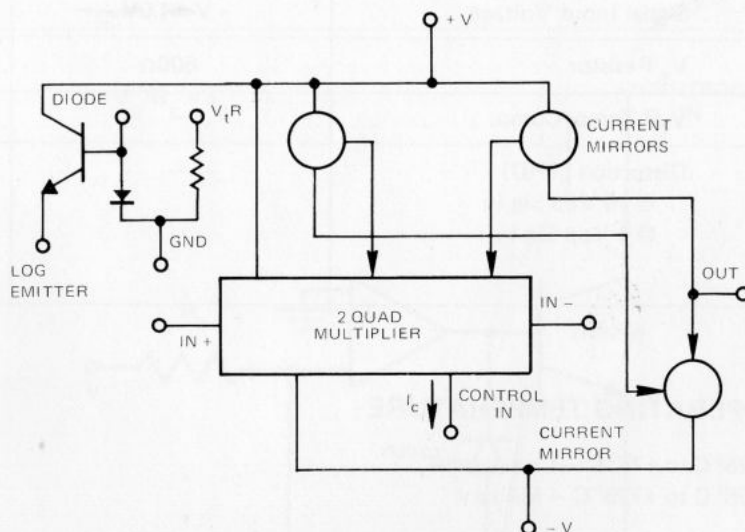 + V
DIODE
VtR
CURRENT
MIRRORS
GND
LOG
EMITTER
OUT
2 QUAD
MULTIPLIER
IN -
IN +
Ic
CONTROL
IN
CURRENT
MIRROR
- V